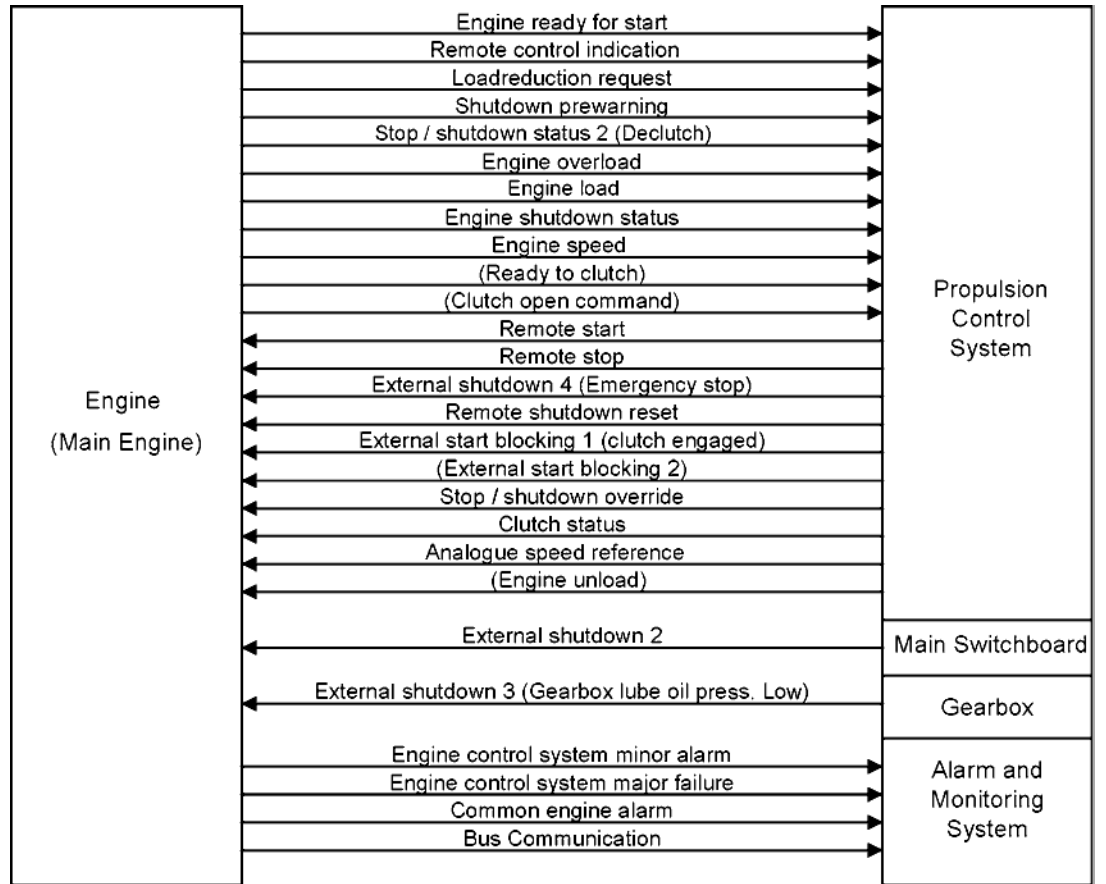 Engine ready for start
Remote control indication
Loadreduction request
Shutdown prewarning
Stop / shutdown status 2 (Declutch)
Engine overload
Engine load
Engine shutdown status
Engine speed
(Ready to clutch)
(Clutch open command)
Remote start
Remote stop
External shutdown 4 (Emergency stop)
Remote shutdown reset
External start blocking 1 (clutch engaged)
(External start blocking 2)
Stop / shutdown override
Clutch status
Analogue speed reference
(Engine unload)
External shutdown 2
External shutdown 3 (Gearbox lube oil press. Low)
Engine control system minor alarm
Engine control system major failure
Common engine alarm
Bus Communication
Engine
(Main Engine)
Propulsion
Control
System
Main Switchboard
Gearbox
Alarm and
Monitoring
System